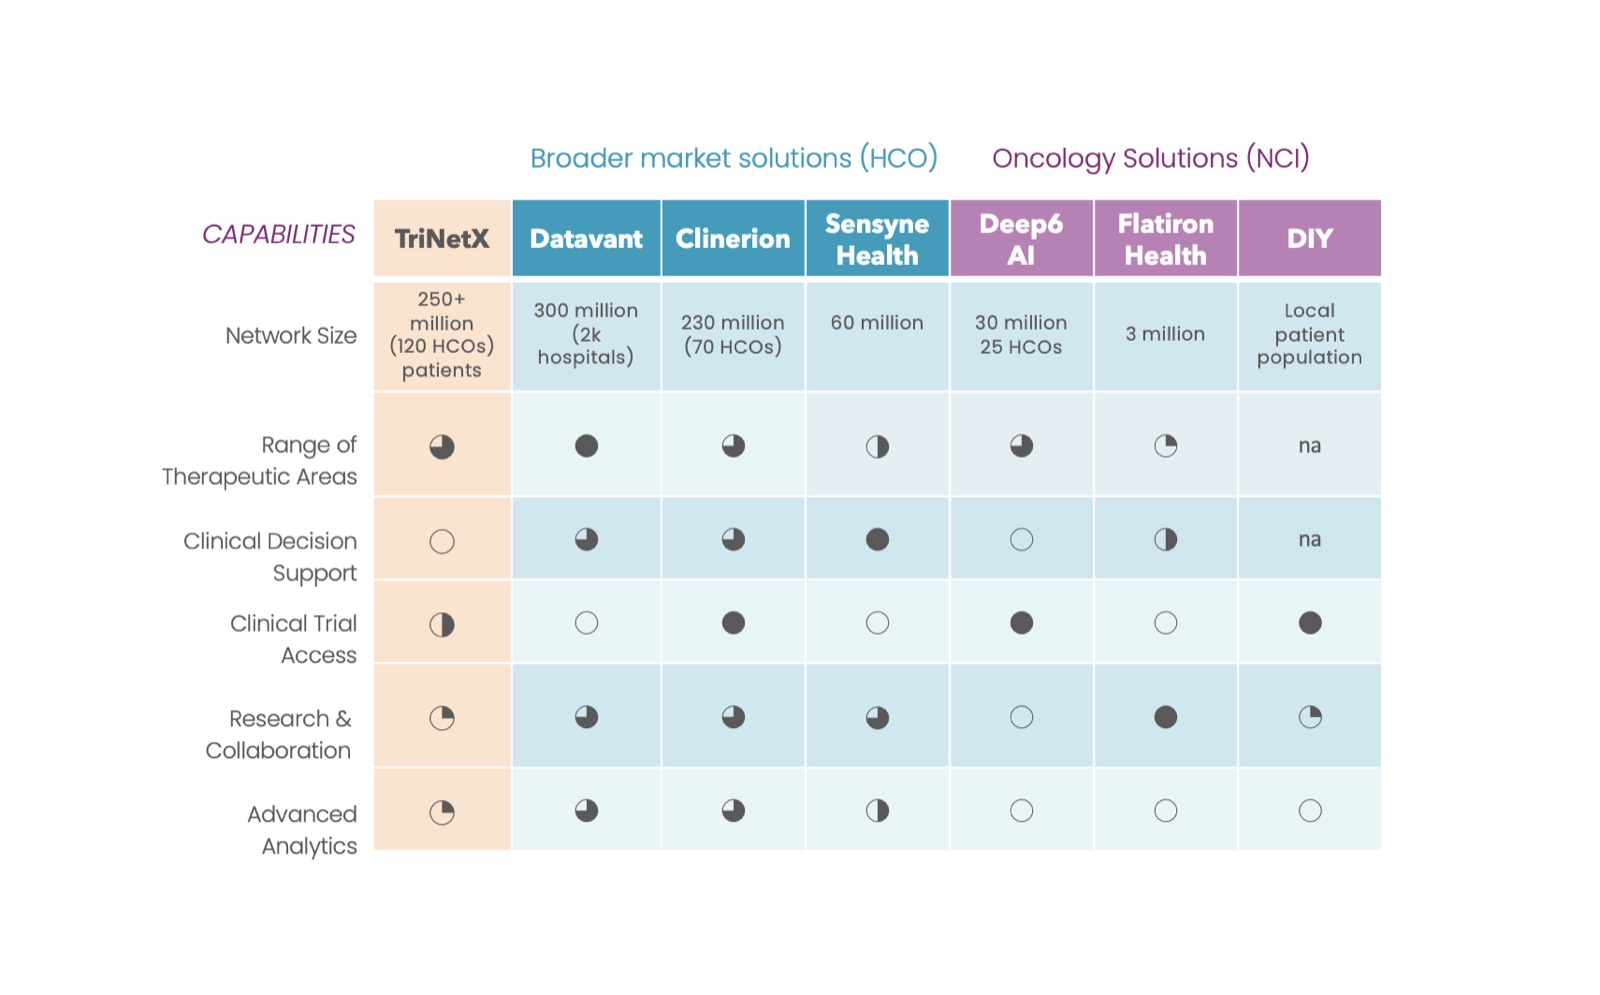 Broader market solutions (HCO)
Oncology Solutions (NCI)
CAPABILITIES
TriNetX
Datavant
Clinerion
Sensyne
Health
Deep6
AI
Flatiron
Health
DIY
Network Size
250+
million
(120 HCOs)
patients
300 million
(2k
hospitals)
230 million
(70 HCOs)
60 million
30 million
25 HCOs
3 million
Local
patient
population
Range of
Therapeutic Areas
na
Clinical Decision
Support
na
Clinical Trial
Access
Research &
Collaboration
Advanced
Analytics